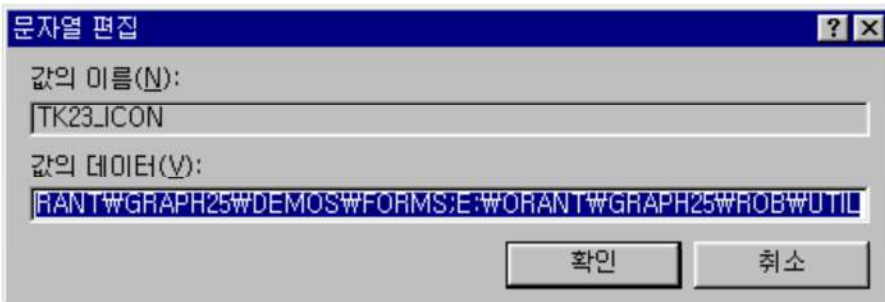 문자열 편집
값의 이름(N):
TK23_ICON
값의 데이터(V):
RANT₩GRAPH25₩DEMOS₩FORMS;E:₩ORANT₩GRAPH25₩ROB₩UTIL
확인 취소